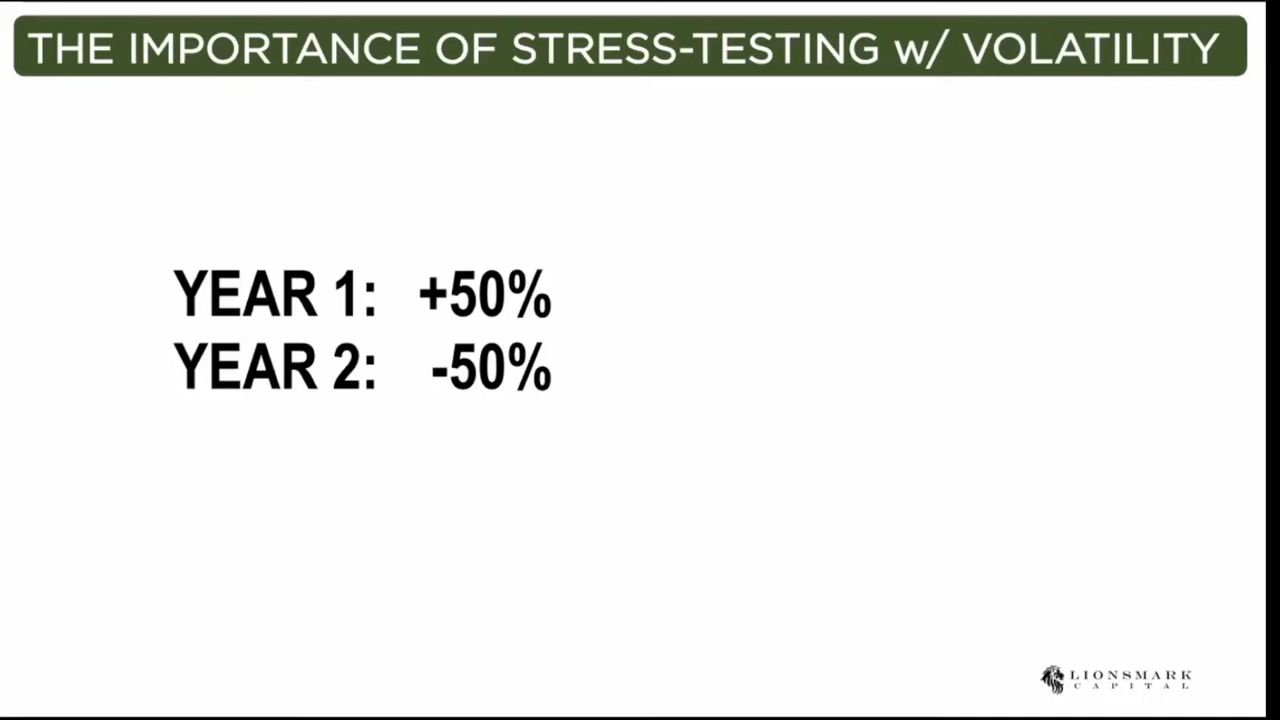 THE IMPORTANCE OF STRESS-TESTING w/ VOLATILITY
YEAR 1: +50%
YEAR 2: -50%
LIONSMARK
CAPITAL